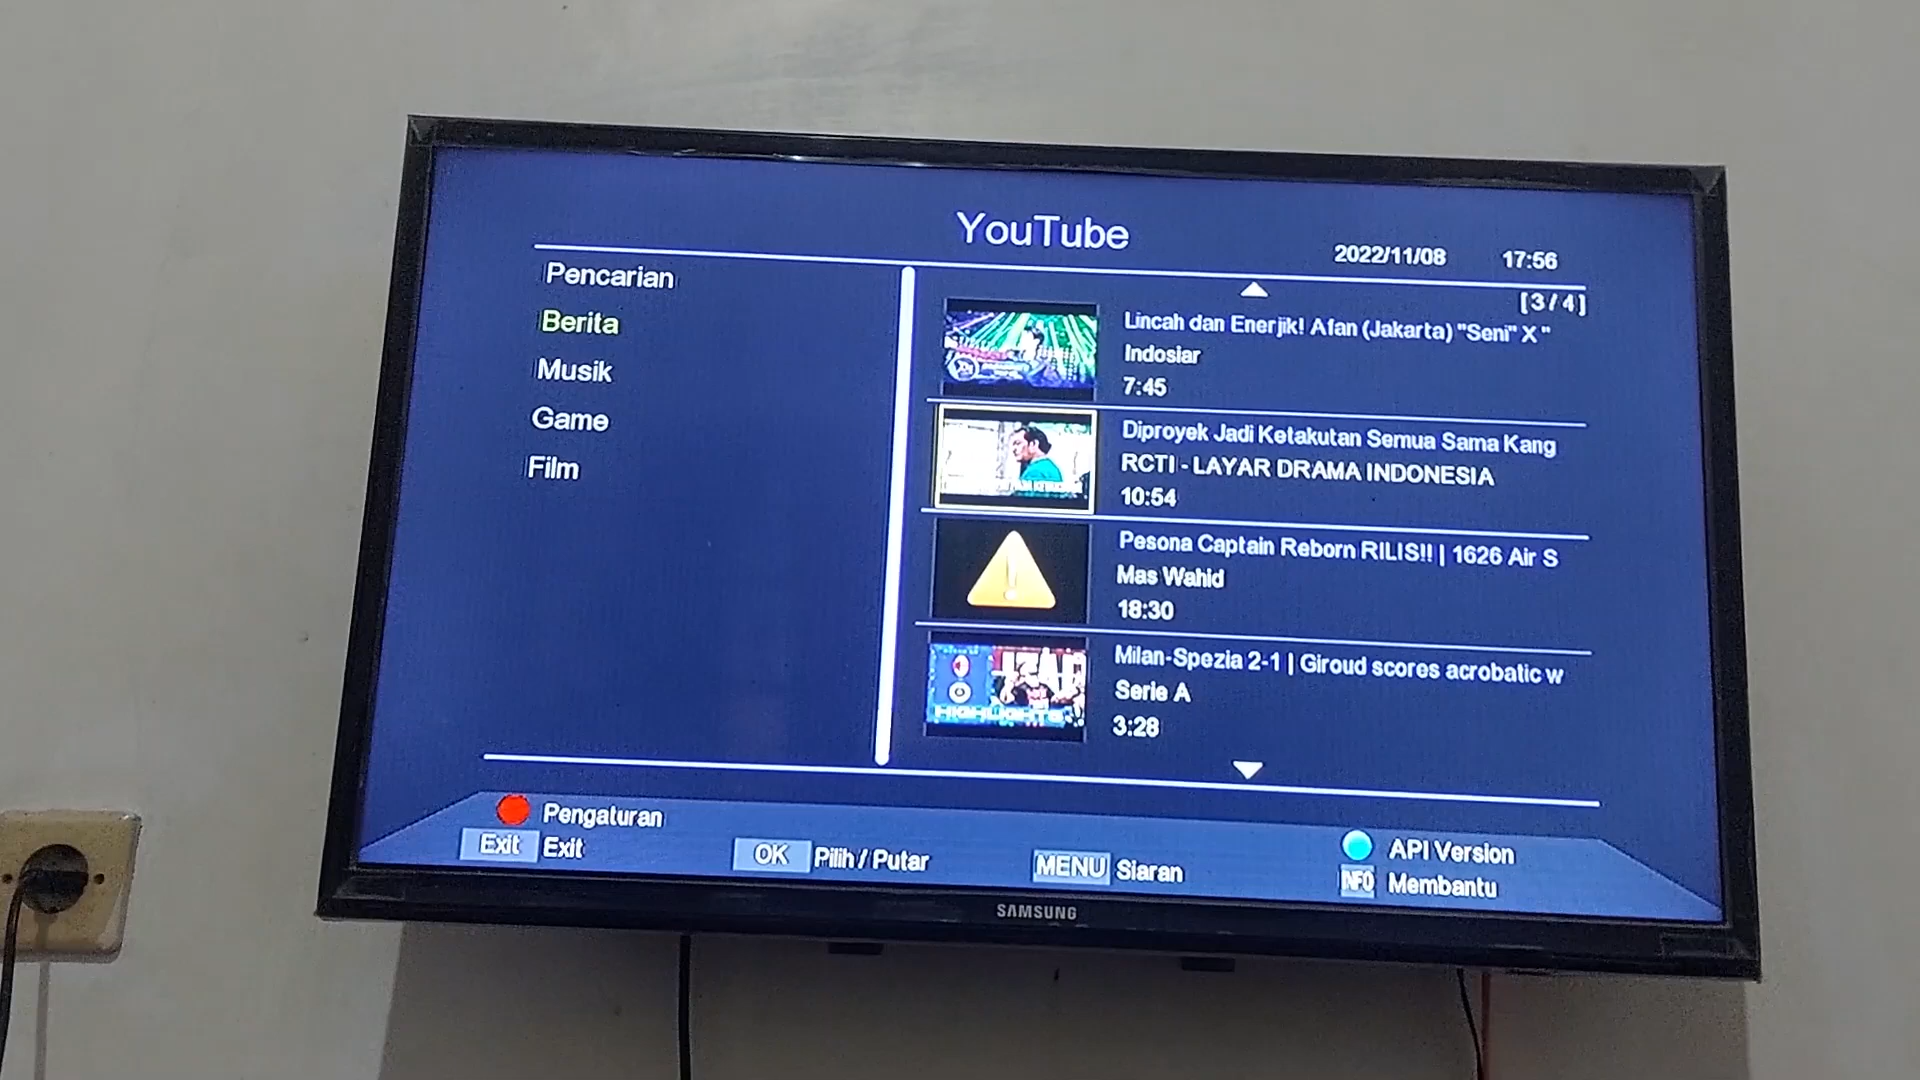 YouTube
2022/11/08 17:56
Pencarian
Berita
Musik
Game
Film
[3/4]
Lincah dan Enerjik! Afan (Jakarta) "Seni" X "
Indosiar
7:45
Diproyek Jadi Ketakutan Semua Sama Kang
RCTI - LAYAR DRAMA INDONESIA
10:54
Pesona Captain Reborn RILIS!! | 1626 Air S
Mas Wahid
18:30
HIGHLIGHTS
Milan-Spezia 2-1 | Giroud scores acrobatic w
Serie A
3:28
Pengaturan
Exit Exit
OK Pilih / Putar
MENU Siaran
API Version
INFO Membantu
SAMSUNG